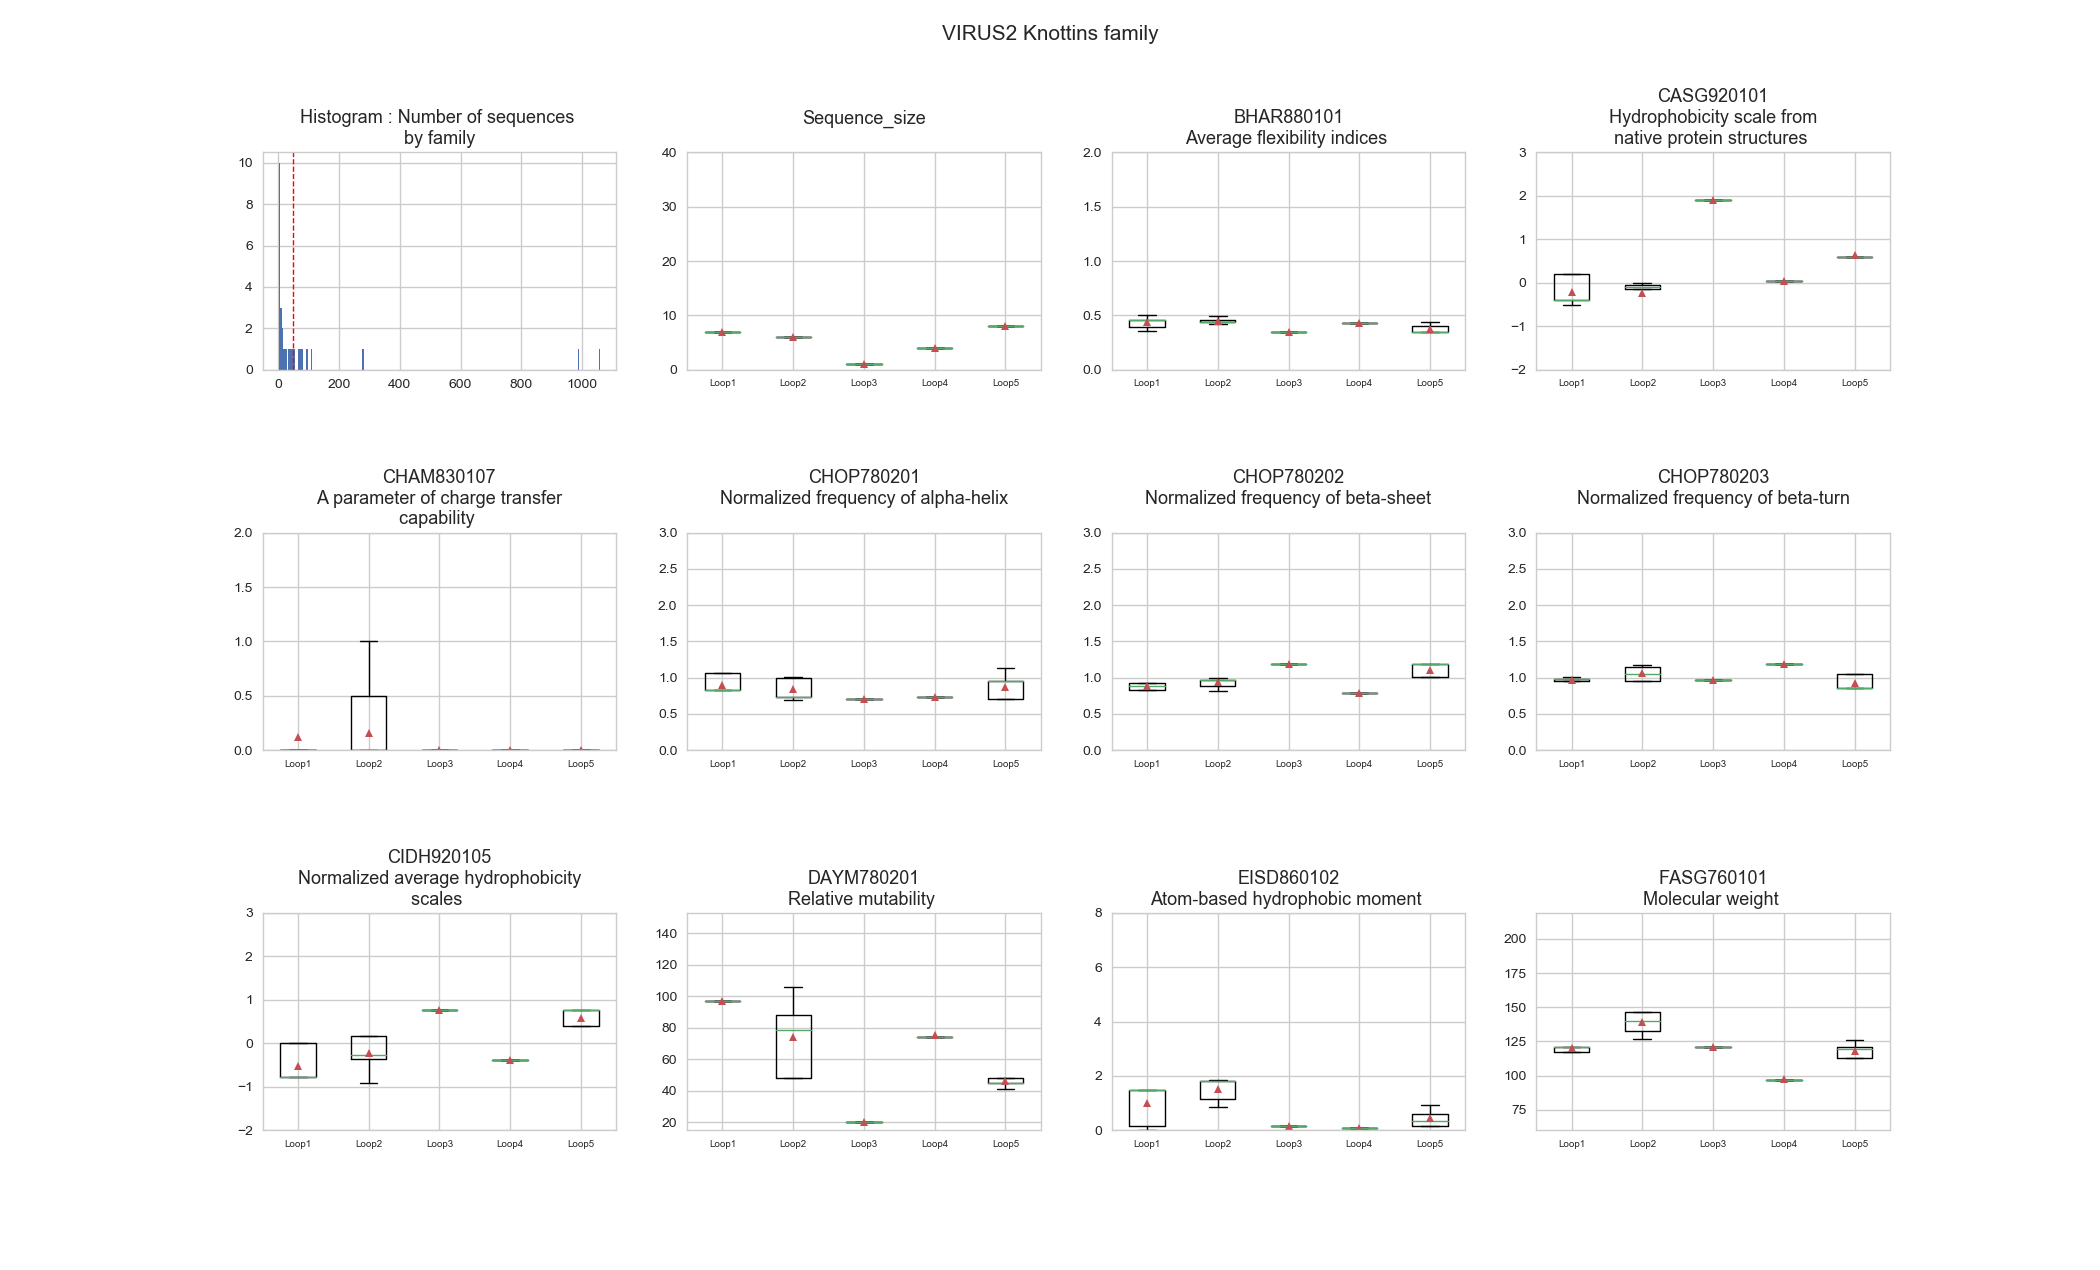 VIRUS2 Knottins family
Histogram : Number of sequences
by family
10
8
6
4
2
0
0 200 400 600 800 1000
Sequence_size
40
30
20
10
0
Loop1 Loop2 Loop3 Loop4 Loop5
BHAR880101
Average flexibility indices
2.0
1.5
1.0
0.5
0.0
Loop1 Loop2 Loop3 Loop4 Loop5
CASG920101
Hydrophobicity scale from
native protein structures
3
2
1
0
−1
−2
Loop1 Loop2 Loop3 Loop4 Loop5
CHAM830107
A parameter of charge transfer
capability
2.0
1.5
1.0
0.5
0.0
Loop1 Loop2 Loop3 Loop4 Loop5
CHOP780201
Normalized frequency of alpha-helix
3.0
2.5
2.0
1.5
1.0
0.5
0.0
Loop1 Loop2 Loop3 Loop4 Loop5
CHOP780202
Normalized frequency of beta-sheet
3.0
2.5
2.0
1.5
1.0
0.5
0.0
Loop1 Loop2 Loop3 Loop4 Loop5
CHOP780203
Normalized frequency of beta-turn
3.0
2.5
2.0
1.5
1.0
0.5
0.0
Loop1 Loop2 Loop3 Loop4 Loop5
CIDH920105
Normalized average hydrophobicity
scales
3
2
1
0
−1
−2
Loop1 Loop2 Loop3 Loop4 Loop5
DAYM780201
Relative mutability
140
120
100
80
60
40
20
Loop1 Loop2 Loop3 Loop4 Loop5
EISD860102
Atom-based hydrophobic moment
8
6
4
2
0
Loop1 Loop2 Loop3 Loop4 Loop5
FASG760101
Molecular weight
200
175
150
125
100
75
Loop1 Loop2 Loop3 Loop4 Loop5